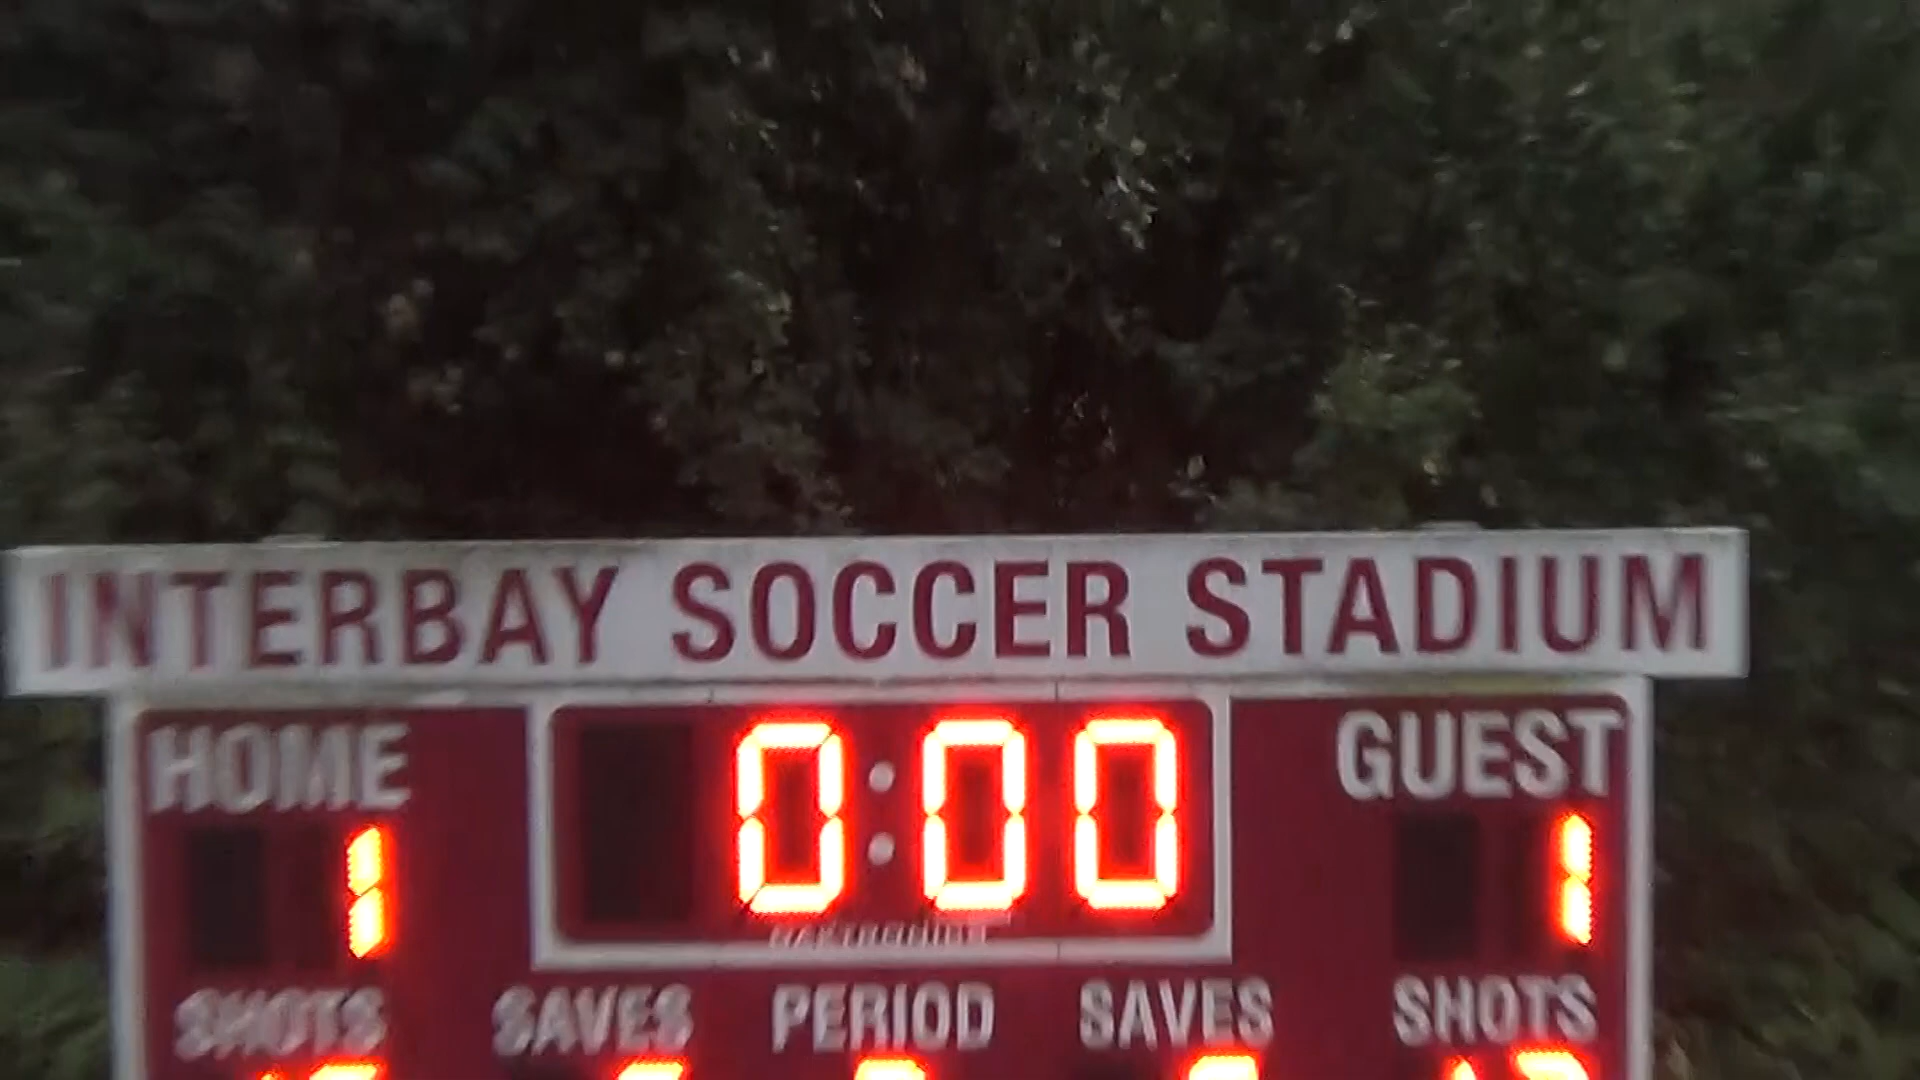 INTERBAY SOCCER STADIUM
HOME 0:00 GUEST
1 1
SHOTS SAVES PERIOD SAVES SHOTS